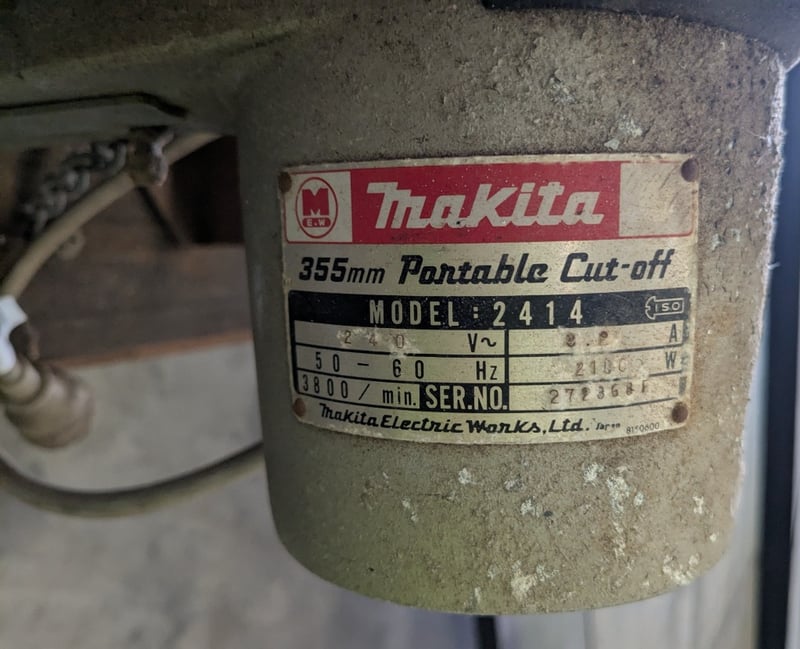 M
E.W
Makita
355mm Portable Cut-off
MODEL: 2414
ISO
240 V~
A
50 - 60 Hz
W
3800/min. SER.NO.
Makita Electric Works, Ltd. Japan